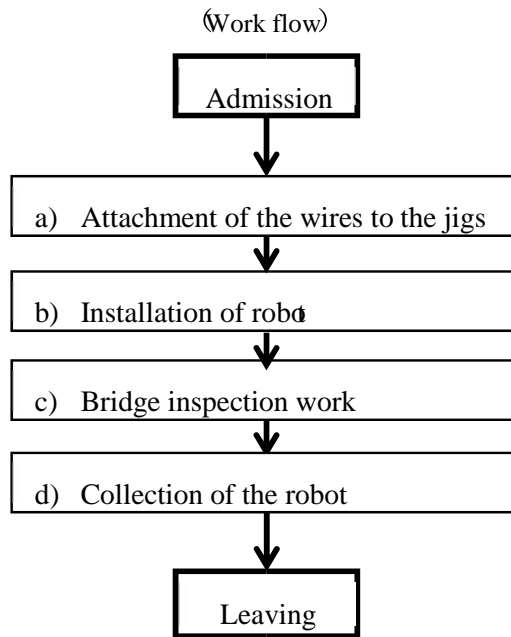 (Work flow)
Admission
a) Attachment of the wires to the jigs
b) Installation of robot
c) Bridge inspection work
d) Collection of the robot
Leaving